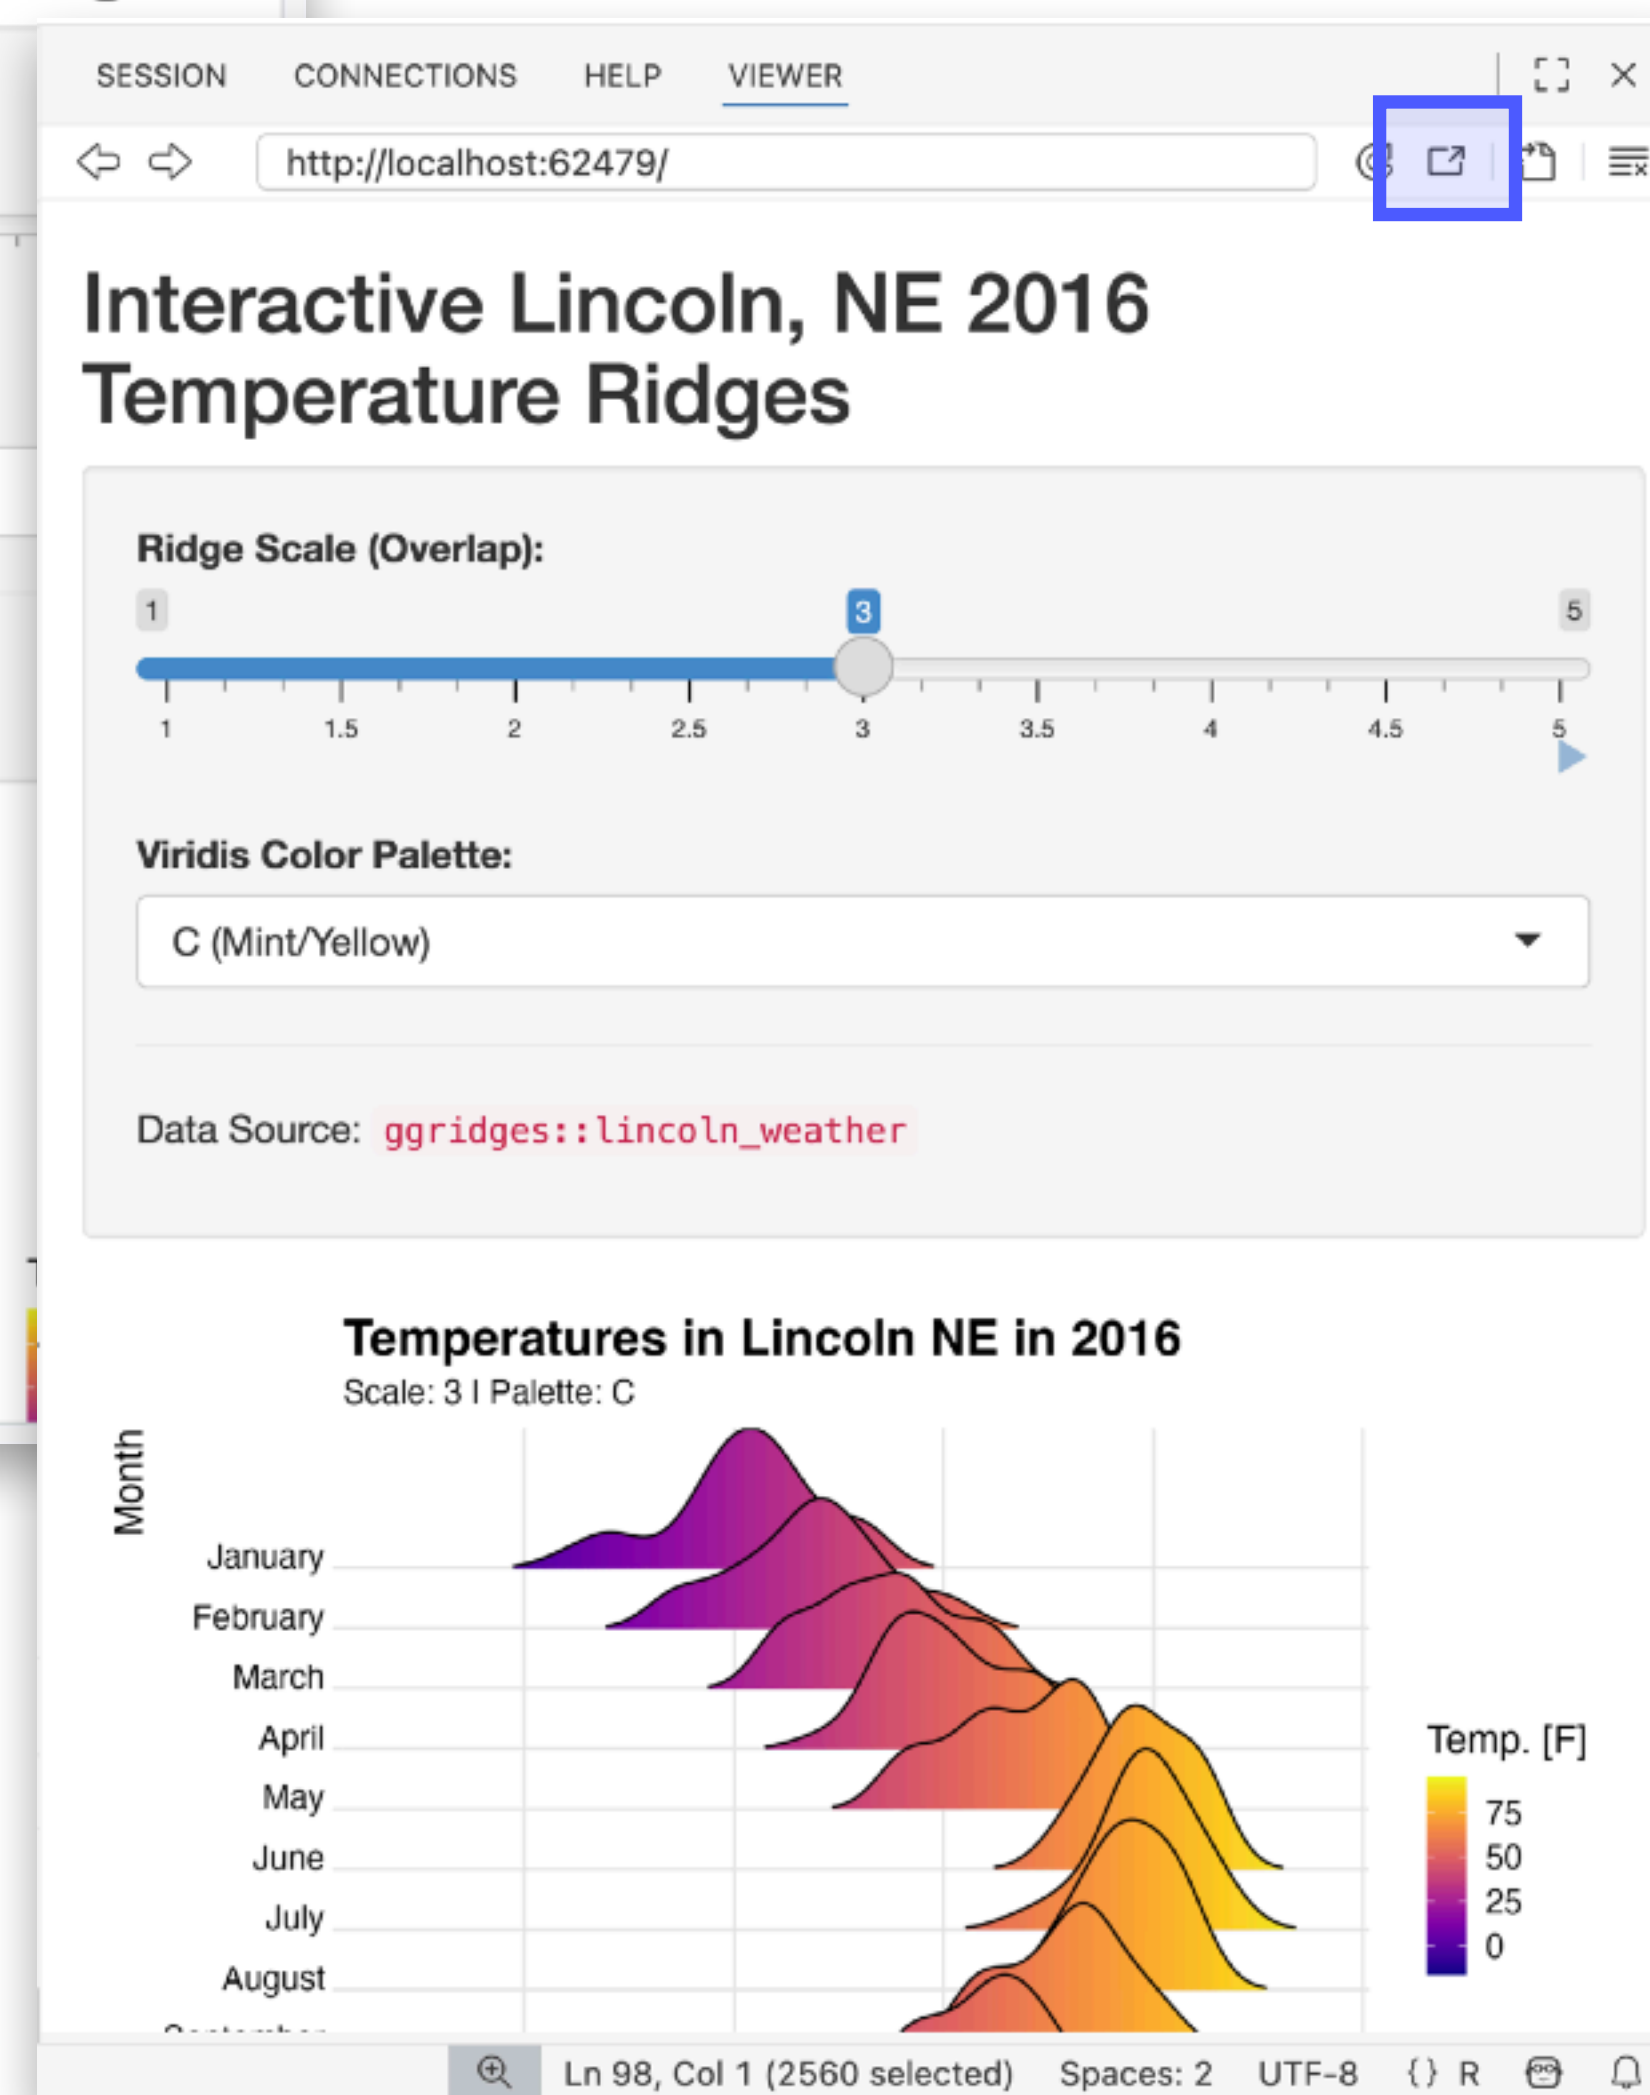 SESSION CONNECTIONS HELP VIEWER
http://localhost:62479/
Interactive Lincoln, NE 2016
Temperature Ridges
Ridge Scale (Overlap):
1 3 5
1 1.5 2 2.5 3 3.5 4 4.5 5
Viridis Color Palette:
C (Mint/Yellow)
Data Source: ggridges::lincoln_weather
Temperatures in Lincoln NE in 2016
Scale: 3 | Palette: C
Month
January
February
March
April
May
June
July
August
Temp. [F]
75
50
25
0
Ln 98, Col 1 (2560 selected) Spaces: 2 UTF-8 {} R